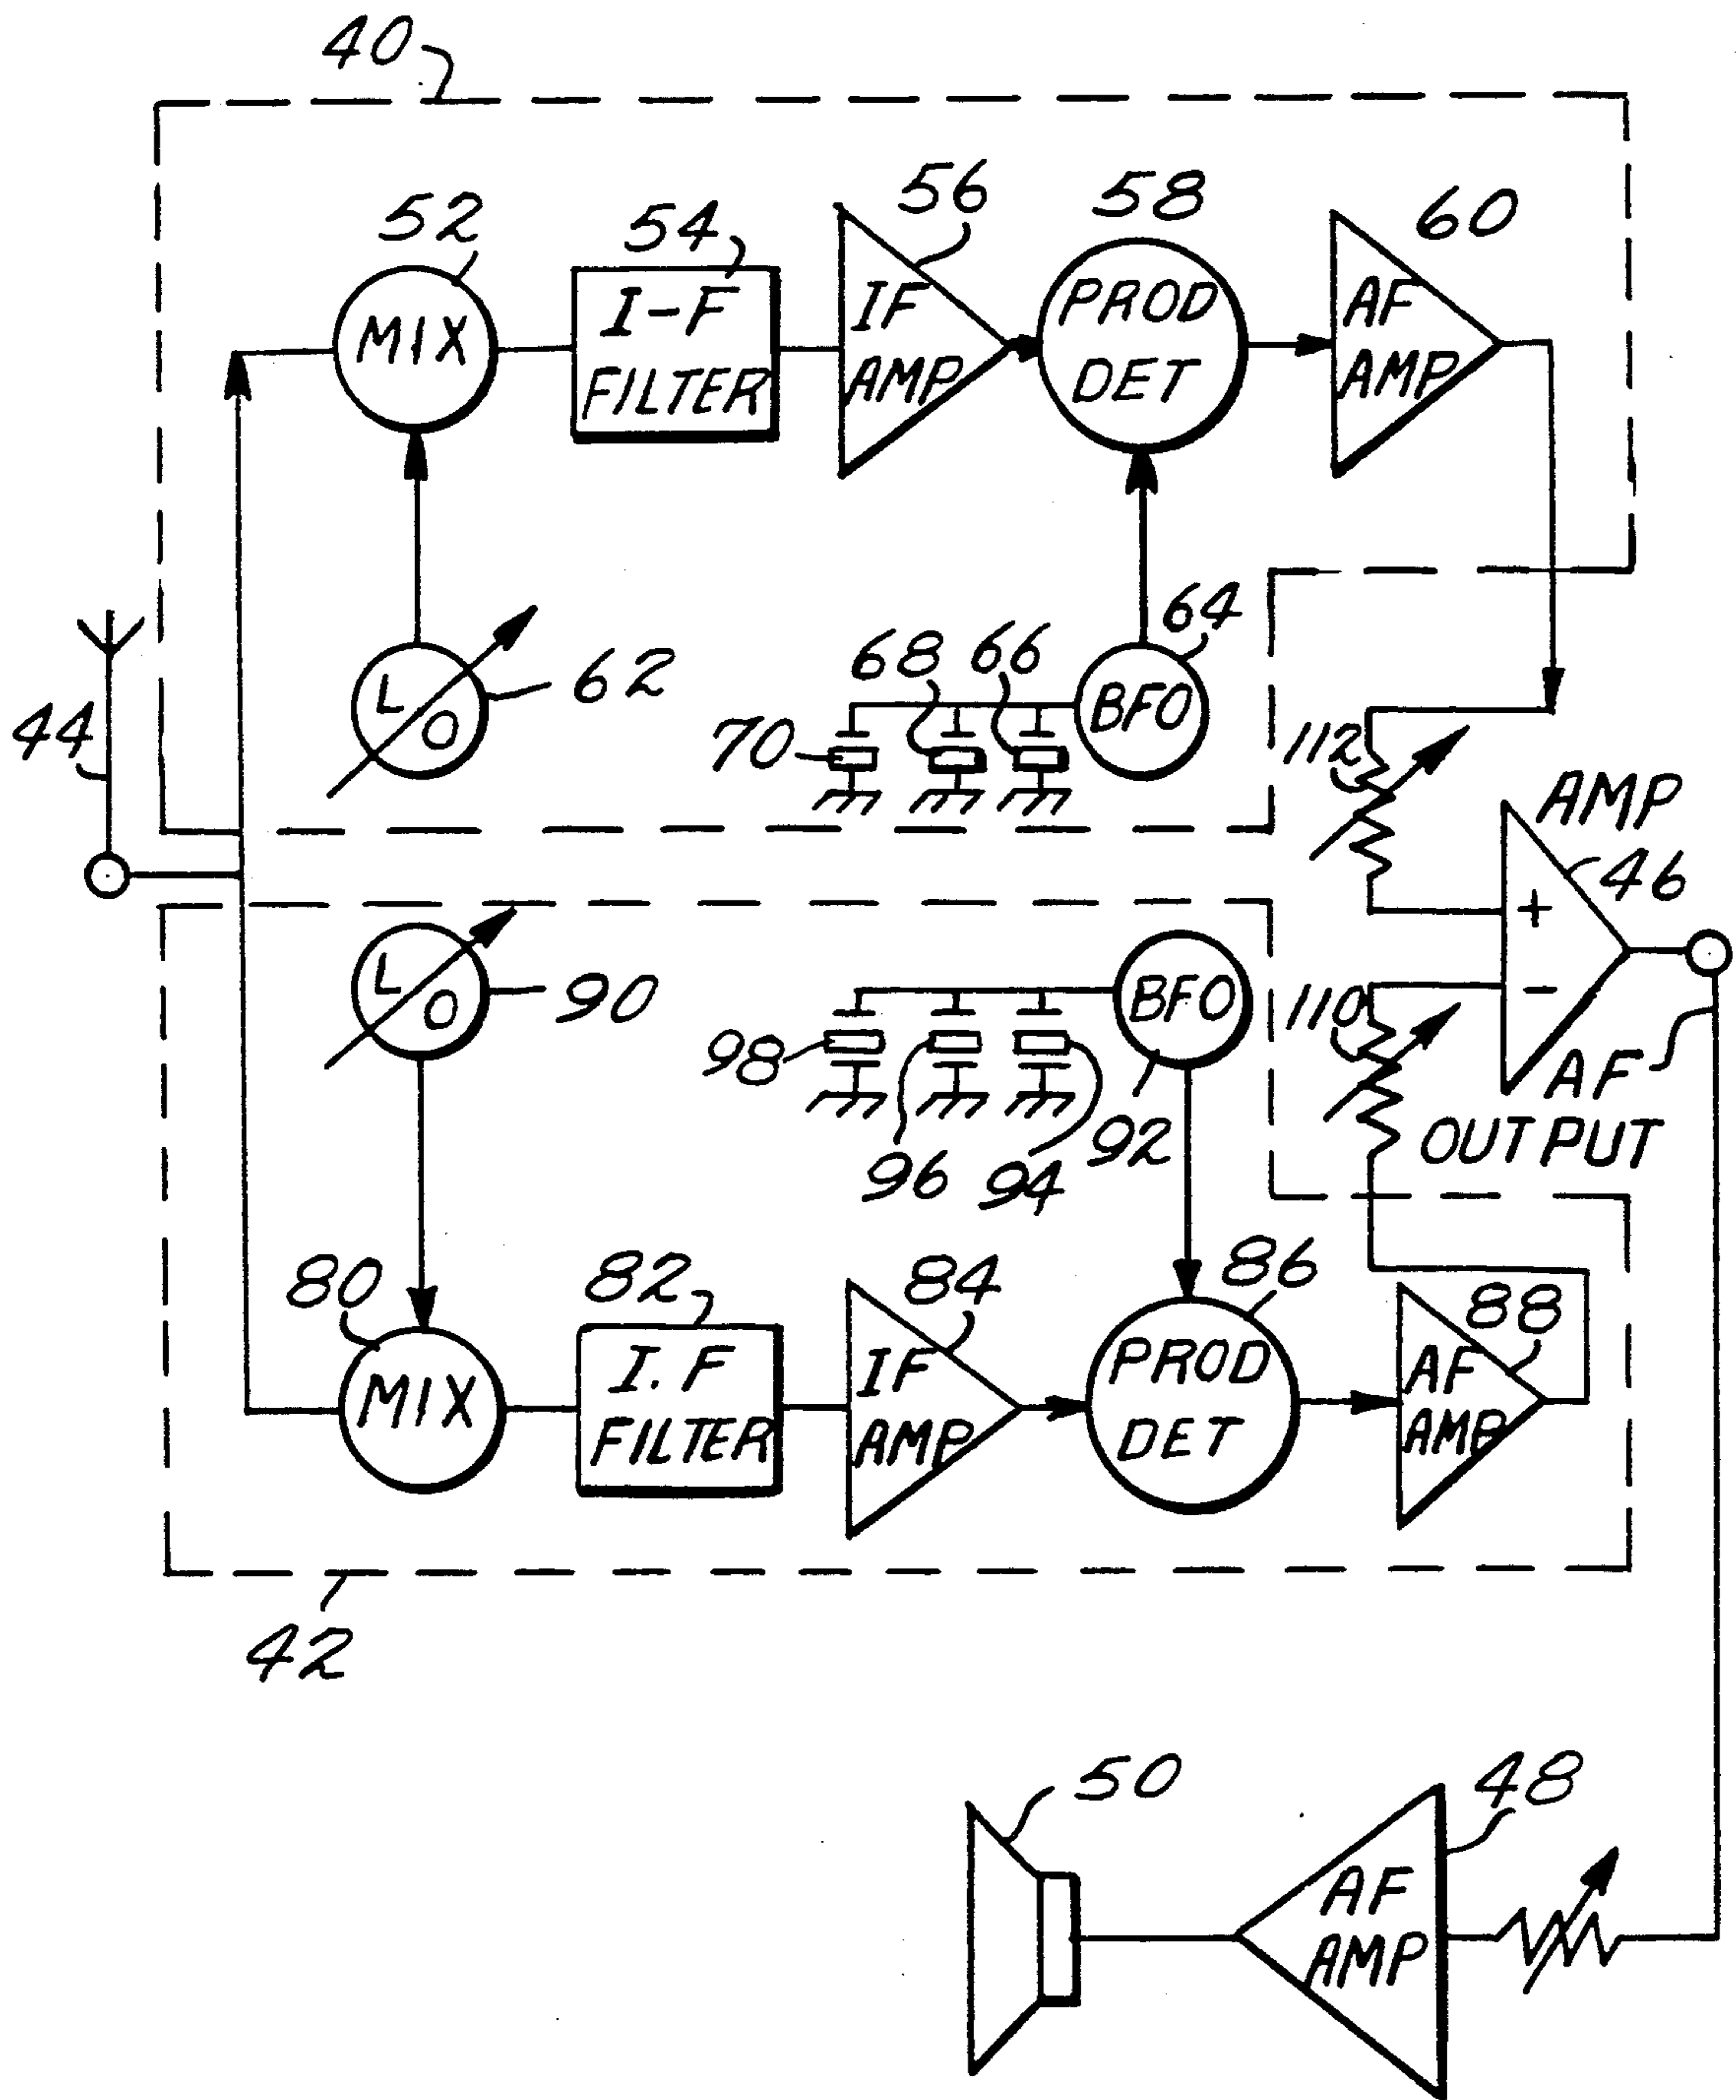 40
52
54
56
58
60
MIX
I-F
FILTER
IF
AMP
PROD
DET
AF
AMP
44
L
O
62
70
68
66
64
BFO
112
AMP
46
+
-
L
O
90
98
96
94
92
BFO
110
AF
OUTPUT
80
82
84
86
88
MIX
I.F
FILTER
IF
AMP
PROD
DET
AF
AMP
42
50
48
AF
AMP